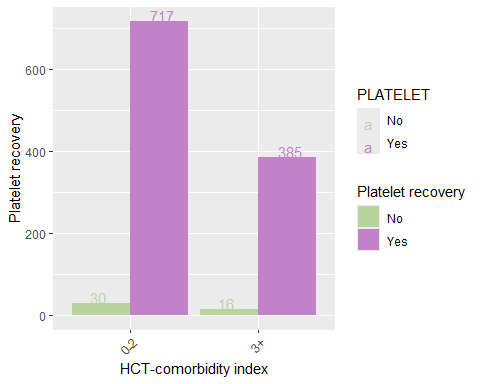 717
600
PLATELET
a No
a Yes
400
385
Platelet recovery
Platelet recovery
No
Yes
200
30
16
0
0-2
3+
HCT-comorbidity index